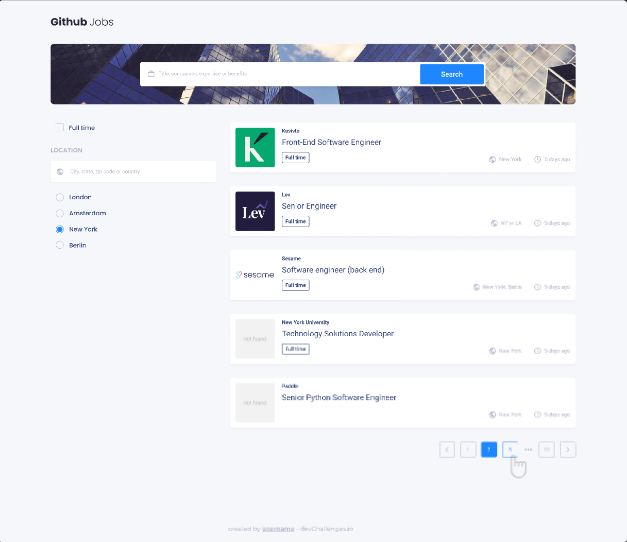 Github Jobs
Title, companies, expertise or benefits
Search
Full time
LOCATION
City, state, zip code or country
London
Amsterdam
New York
Berlin
Front-End Software Engineer
Full time
New York
5 days ago
Lev
Lev
Senior Engineer
Full time
NY or LA
5 days ago
Sesame
sesame
Software engineer (back end)
Full time
New York,
5 days ago
New York University
not found
Technology Solutions Developer
Full time
New York
5 days ago
Paddle
not found
Senior Python Software Engineer
New York
5 days ago
1
10
created by username - devChallenges.io